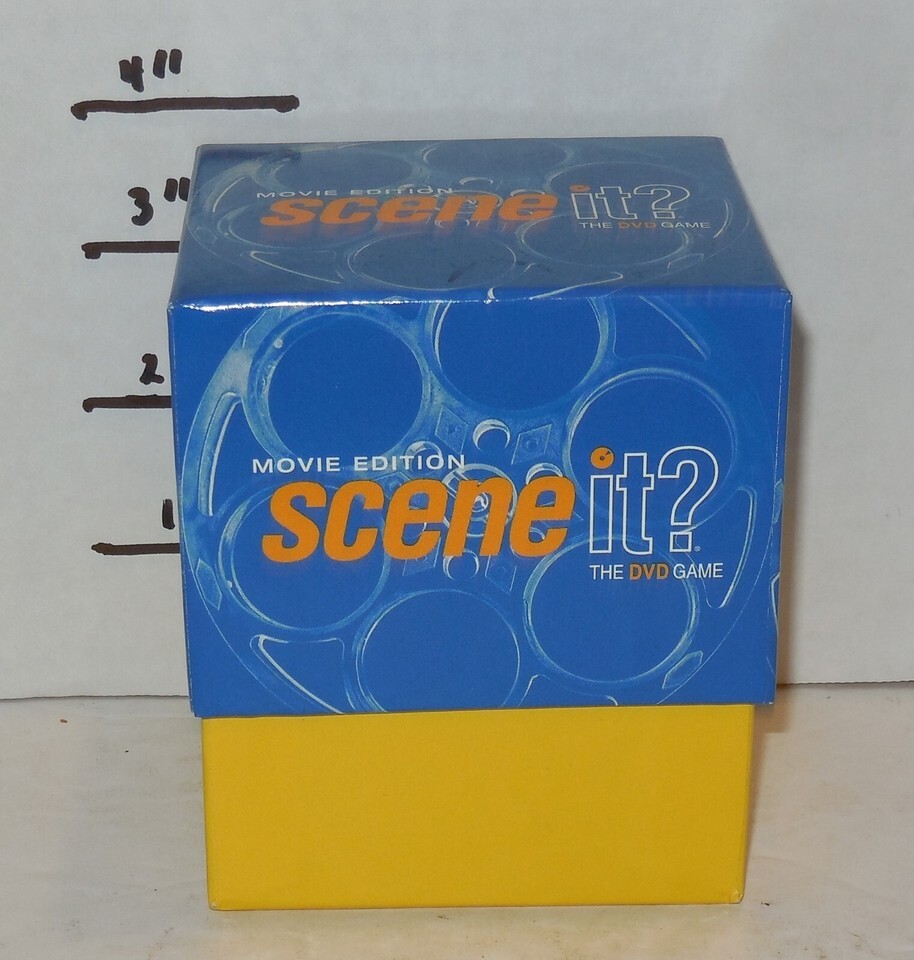 4"
3"
2
1
MOVIE EDITION
scene it?
THE DVD GAME
MOVIE EDITION
scene it?®
THE DVD GAME